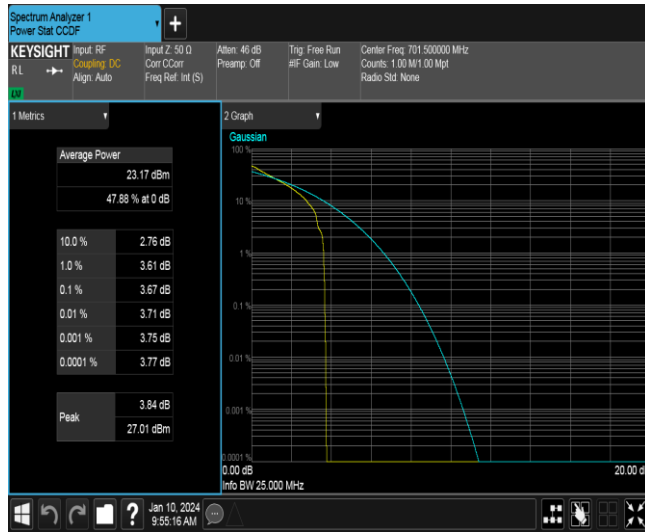 Spectrum Analyzer 1
Power Stat CCDF
+
KEYSIGHT
RL
LXI
Input: RF
Coupling: DC
Align: Auto
Input Z: 50 Ω
Corr CCorr
Freq Ref: Int (S)
Atten: 46 dB
Preamp: Off
Trig: Free Run
#IF Gain: Low
Center Freq: 701.500000 MHz
Counts: 1.00 M/1.00 Mpt
Radio Std: None
1 Metrics
Average Power
23.17 dBm
47.88 % at 0 dB
10.0 % 2.76 dB
1.0 % 3.61 dB
0.1 % 3.67 dB
0.01 % 3.71 dB
0.001 % 3.75 dB
0.0001 % 3.77 dB
Peak
3.84 dB
27.01 dBm
2 Graph
Gaussian
100 %
10 %
1 %
0.1 %
0.01 %
0.001 %
0.0001 %
0.00 dB
20.00 d
Info BW 25.000 MHz
?
Jan 10, 2024
9:55:16 AM